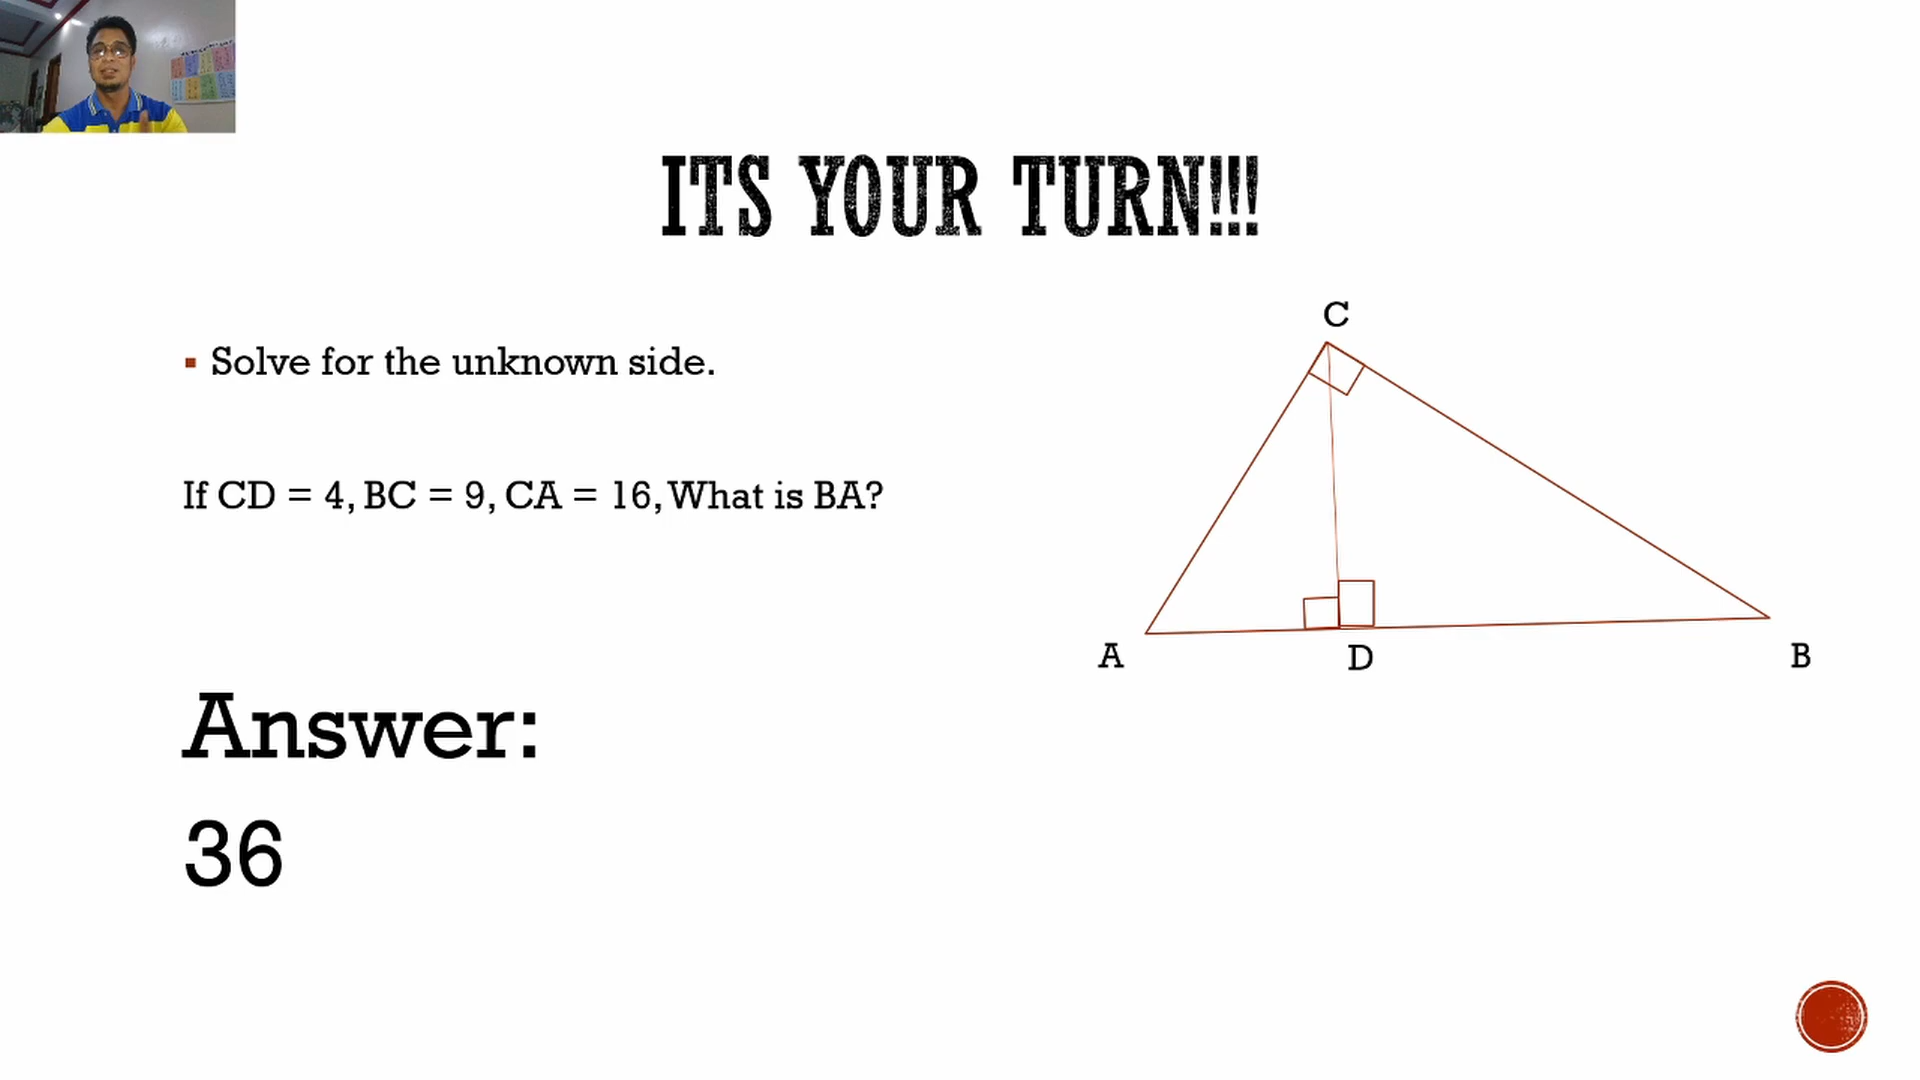 ITS YOUR TURN!!!
Solve for the unknown side.
If CD = 4, BC = 9, CA = 16, What is BA?
Answer:
36
C
A
D
B